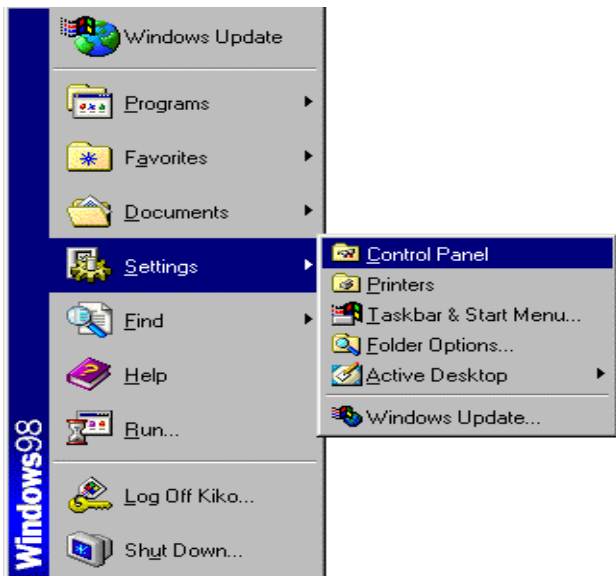 Windows Update
Programs
Favorites
Documents
Settings
Find
Help
Run...
Log Off Kiko...
Shut Down...
Windows98
Control Panel
Printers
Taskbar & Start Menu...
Folder Options...
Active Desktop
Windows Update...